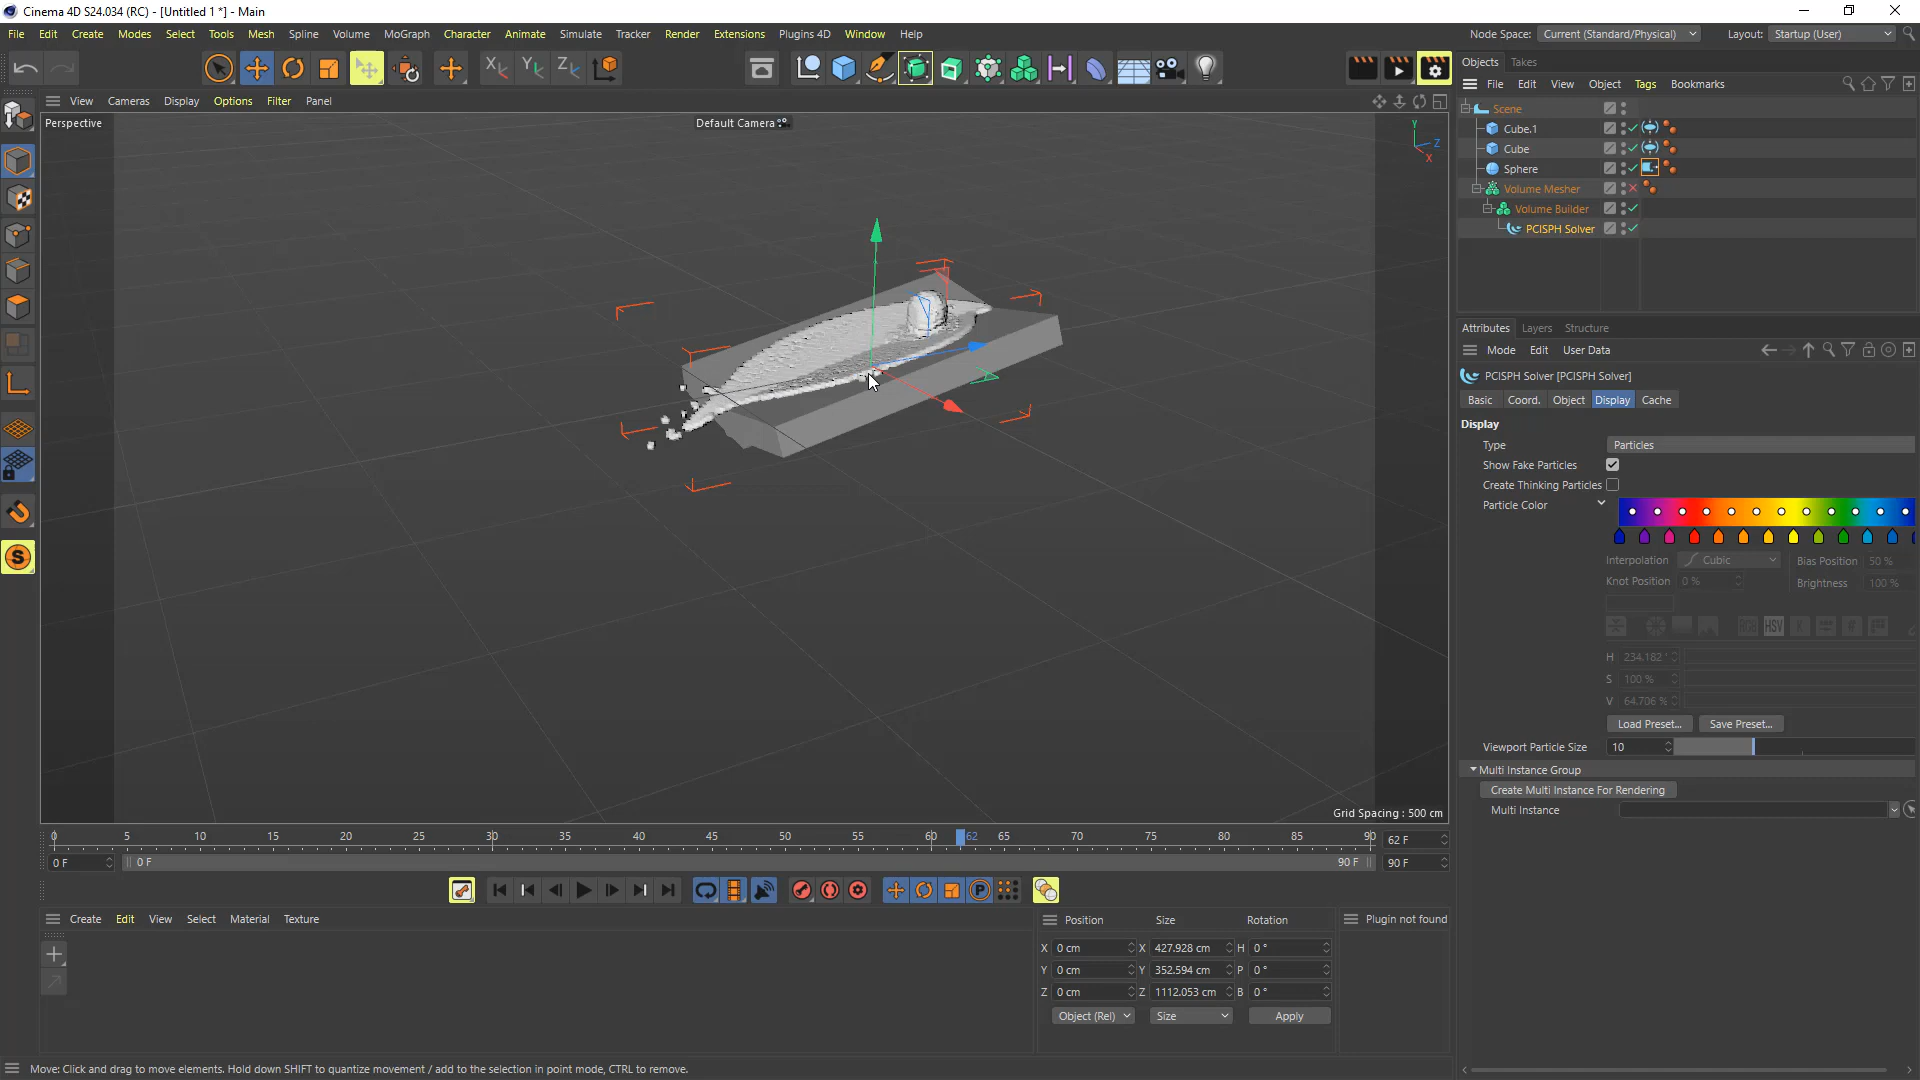 Cinema 4D S24.034 (RC) - [Untitled 1 *] - Main
File Edit Create Modes Select Tools Mesh Spline Volume MoGraph Character Animate Simulate Tracker Render Extensions Plugins 4D Window Help
Node Space: Current (Standard/Physical) Layout: Startup (User)
Objects Takes
File Edit View Object Tags Bookmarks
View Cameras Display Options Filter Panel
Perspective
Default Camera
Y
Z
X
Scene
Cube.1
Cube
Sphere
Volume Mesher
Volume Builder
PCISPH Solver
Attributes Layers Structure
Mode Edit User Data
PCISPH Solver [PCISPH Solver]
Basic Coord. Object Display Cache
Display
Type Particles
Show Fake Particles
Create Thinking Particles
Particle Color
Interpolation Cubic Bias Position 50 %
Knot Position 0 % Brightness 100 %
HSV K
H 234.182 °
S 100 %
V 64.706 %
Load Preset... Save Preset...
Viewport Particle Size 10
Multi Instance Group
Create Multi Instance For Rendering
Multi Instance
Grid Spacing : 500 cm
0 5 10 15 20 25 30 35 40 45 50 55 60 62 65 70 75 80 85 90 62 F
0 F 0 F 90 F 90 F
Create Edit View Select Material Texture
Position Size Rotation
Plugin not found
X 0 cm X 427.928 cm H 0 °
Y 0 cm Y 352.594 cm P 0 °
Z 0 cm Z 1112.053 cm B 0 °
Object (Rel) Size Apply
Move: Click and drag to move elements. Hold down SHIFT to quantize movement / add to the selection in point mode, CTRL to remove.